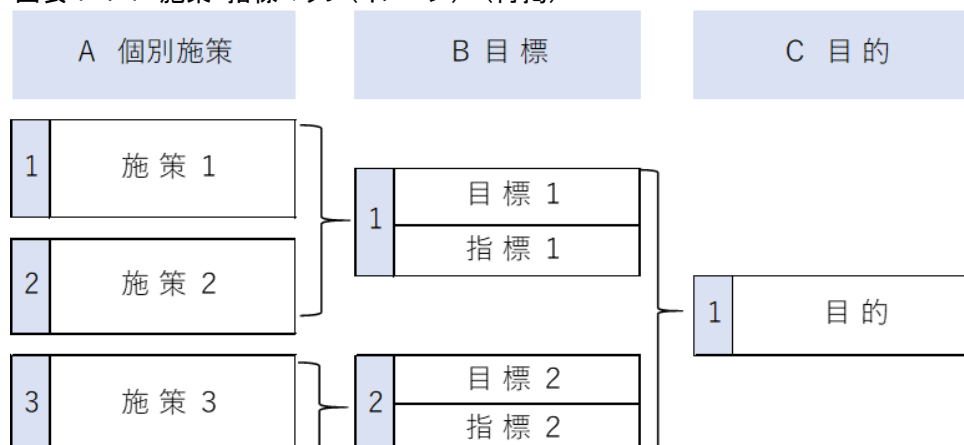 A 個別施策
B 目標
C 目的
1 施策 1
2 施策 2
3 施策 3
1 目標 1
指標 1
2 目標 2
指標 2
1 目的